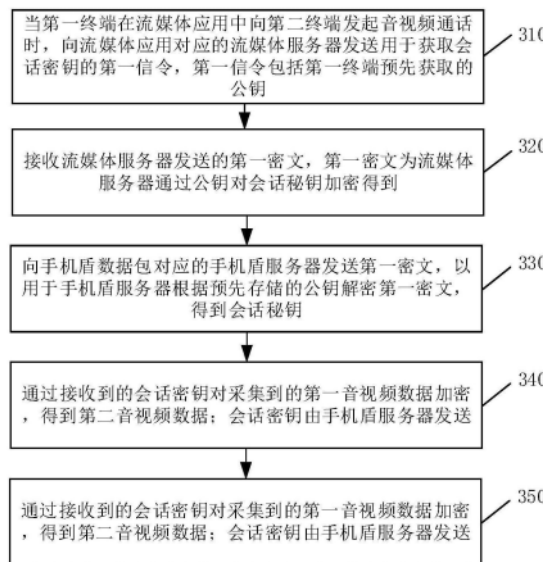 当第一终端在流媒体应用中向第二终端发起音视频通话
时，向流媒体应用对应的流媒体服务器发送用于获取会
话密钥的第一信令，第一信令包括第一终端预先获取的
公钥
310
接收流媒体服务器发送的第一密文，第一密文为流媒体
服务器通过公钥对会话秘钥加密得到
320
向手机盾数据包对应的手机盾服务器发送第一密文，以
用于手机盾服务器根据预先存储的公钥解密第一密文，
得到会话秘钥
330
通过接收到的会话密钥对采集到的第一音视频数据加密
，得到第二音视频数据；会话密钥由手机盾服务器发送
340
通过接收到的会话密钥对采集到的第一音视频数据加密
，得到第二音视频数据；会话密钥由手机盾服务器发送
350